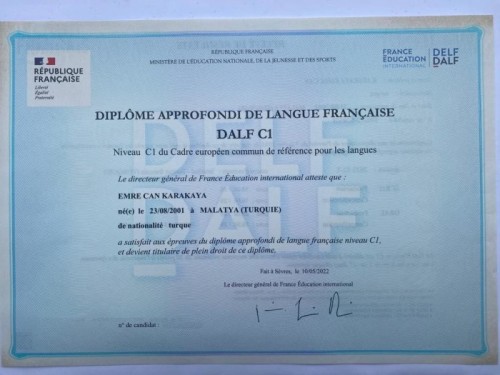 RÉPUBLIQUE
FRANÇAISE
Liberté
Égalité
Fraternité
RÉPUBLIQUE FRANÇAISE
MINISTÈRE DE L'ÉDUCATION NATIONALE, DE LA JEUNESSE ET DES SPORTS
FRANCE
ÉDUCATION
INTERNATIONAL
DELF
DALF
DIPLÔME APPROFONDI DE LANGUE FRANÇAISE
DALF C1
Niveau C1 du Cadre européen commun de référence pour les langues
Le directeur général de France Éducation international atteste que :
EMRE CAN KARAKAYA
né(e) le 23/08/2001 à MALATYA (TURQUIE)
de nationalité turque
a satisfait aux épreuves du diplôme approfondi de langue française niveau C1,
et devient titulaire de plein droit de ce diplôme.
Fait à Sèvres, le 10/05/2022
Le directeur général de France Éducation international
n° de candidat :
DELF
DALF